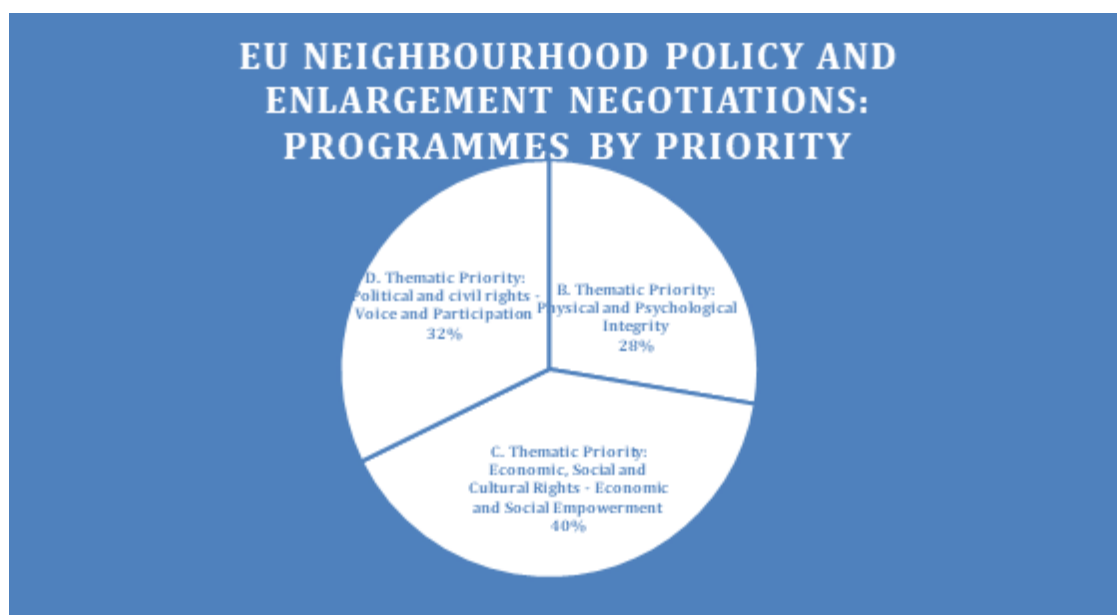 EU NEIGHBOURHOOD POLICY AND
ENLARGEMENT NEGOTIATIONS:
PROGRAMMES BY PRIORITY
D. Thematic Priority:
Political and civil rights -
Voice and Participation
32%
B. Thematic Priority:
Physical and Psychological
Integrity
28%
C. Thematic Priority:
Economic, Social and
Cultural Rights - Economic
and Social Empowerment
40%